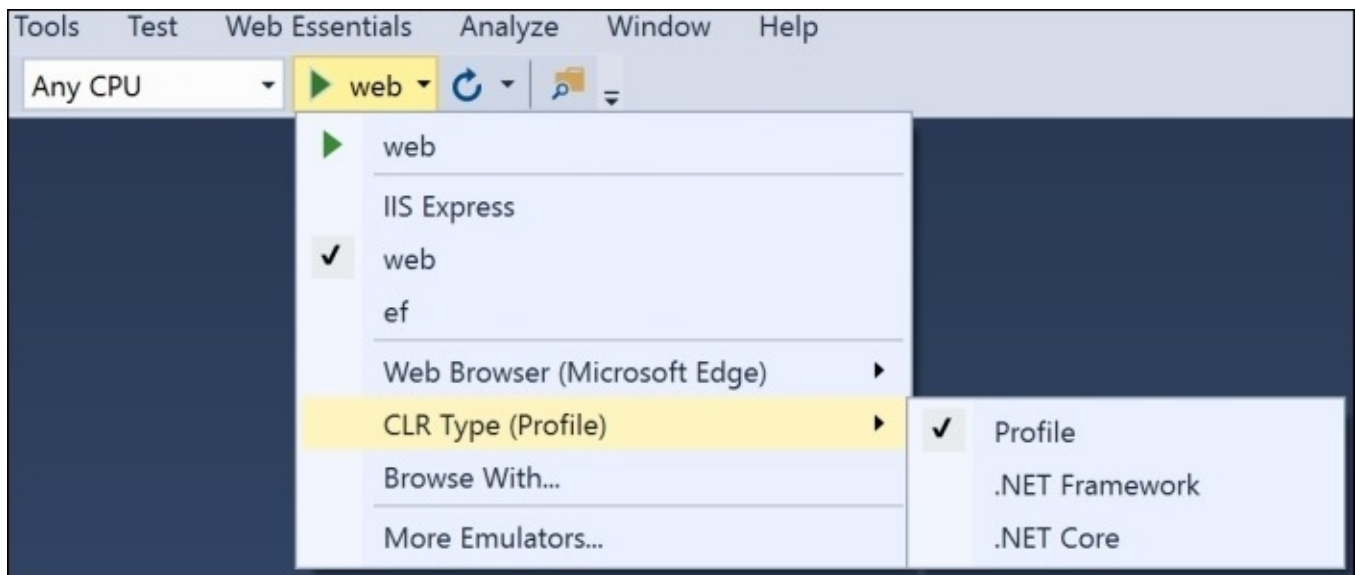 Tools Test Web Essentials Analyze Window Help
Any CPU web
web
IIS Express
web
ef
Web Browser (Microsoft Edge)
CLR Type (Profile)
Profile
Browse With...
.NET Framework
More Emulators...
.NET Core